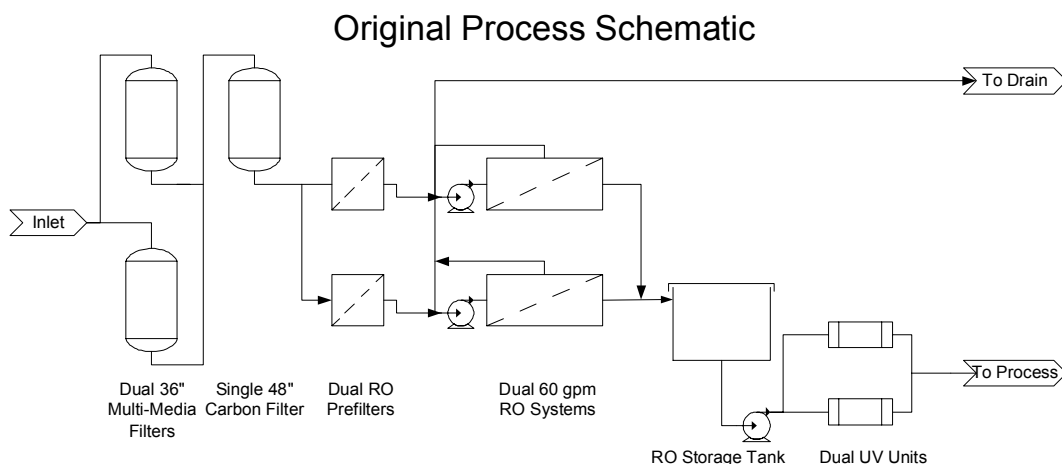 Original Process Schematic
To Drain
Inlet
To Process
Dual 36"
Multi-Media
Filters
Single 48"
Carbon Filter
Dual RO
Prefilters
Dual 60 gpm
RO Systems
RO Storage Tank
Dual UV Units